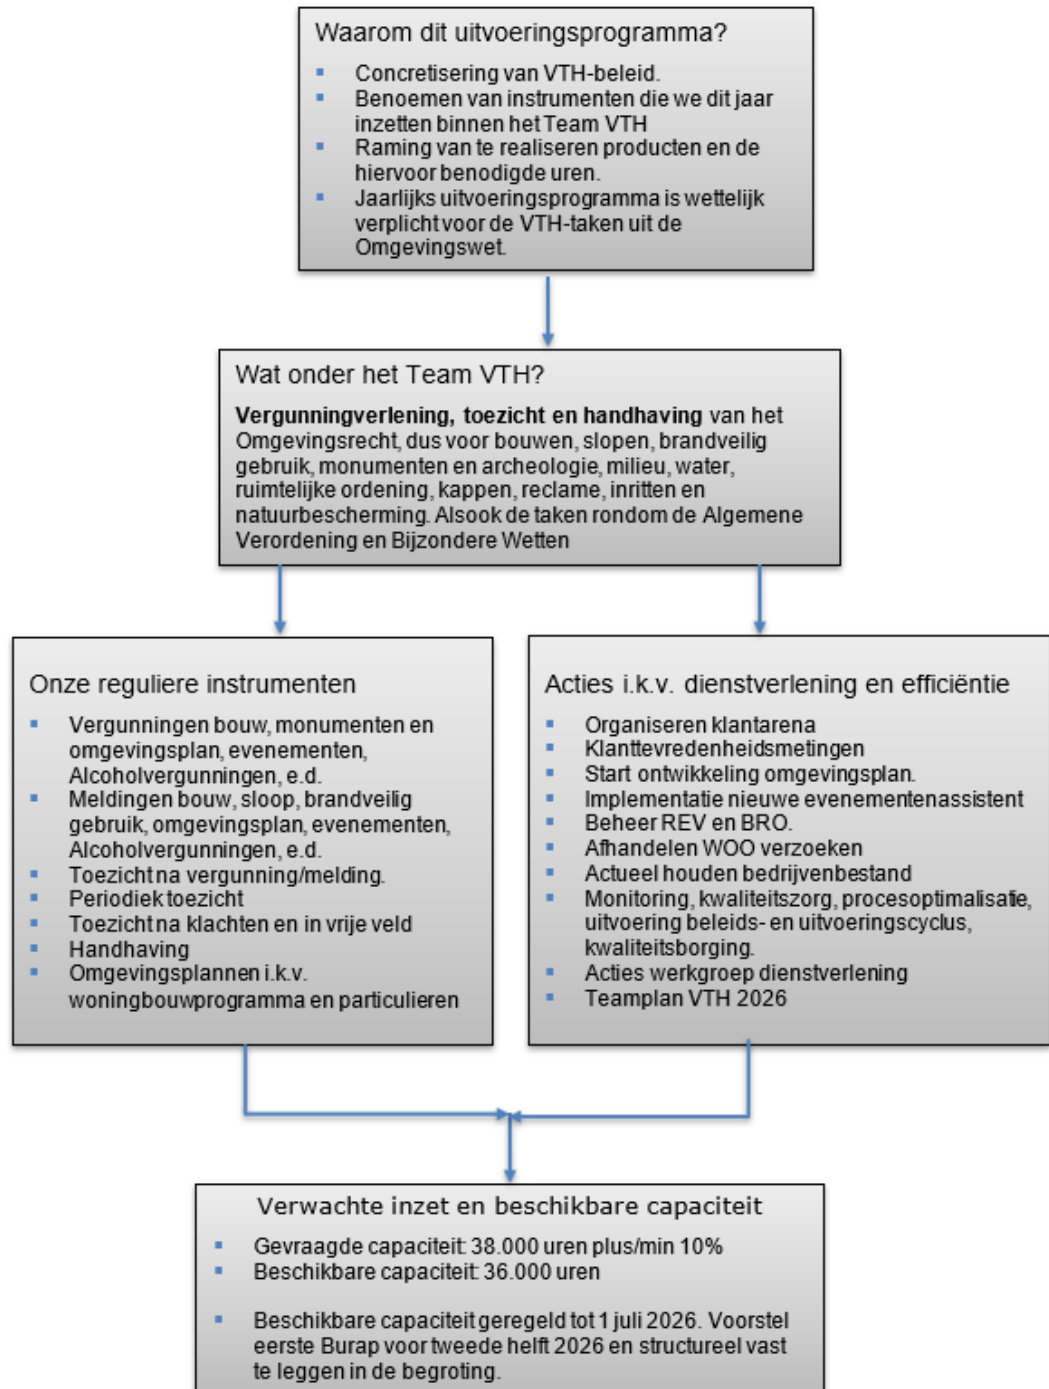 Waarom dit uitvoeringsprogramma?
▪ Concretisering van VTH-beleid.
▪ Benoemen van instrumenten die we dit jaar
inzetten binnen het Team VTH
▪ Raming van te realiseren producten en de
hiervoor benodigde uren.
▪ Jaarlijks uitvoeringsprogramma is wettelijk
verplicht voor de VTH-taken uit de
Omgevingswet.
Wat onder het Team VTH?
Vergunningverlening, toezicht en handhaving van het
Omgevingsrecht, dus voor bouwen, slopen, brandveilig
gebruik, monumenten en archeologie, milieu, water,
ruimtelijke ordening, kappen, reclame, inritten en
natuurbescherming. Alsook de taken rondom de Algemene
Verordening en Bijzondere Wetten
Onze reguliere instrumenten
▪ Vergunningen bouw, monumenten en
omgevingsplan, evenementen,
Alcoholvergunningen, e.d.
▪ Meldingen bouw, sloop, brandveilig
gebruik, omgevingsplan, evenementen,
Alcoholvergunningen, e.d.
▪ Toezicht na vergunning/melding.
▪ Periodiek toezicht
▪ Toezicht na klachten en in vrije veld
▪ Handhaving
▪ Omgevingsplannen i.k.v.
woningbouwprogramma en particulieren
Acties i.k.v. dienstverlening en efficiëntie
▪ Organiseren klantarena
▪ Klanttevredenheidsmetingen
▪ Start ontwikkeling omgevingsplan.
▪ Implementatie nieuwe evenementenassistent
▪ Beheer REV en BRO.
▪ Afhandelen WOO verzoeken
▪ Actueel houden bedrijvenbestand
▪ Monitoring, kwaliteitszorg, procesoptimalisatie,
uitvoering beleids- en uitvoeringscyclus,
kwaliteitsborging.
▪ Acties werkgroep dienstverlening
▪ Teamplan VTH 2026
Verwachte inzet en beschikbare capaciteit
▪ Gevraagde capaciteit: 38.000 uren plus/min 10%
▪ Beschikbare capaciteit: 36.000 uren
▪ Beschikbare capaciteit geregeld tot 1 juli 2026. Voorstel
eerste Burap voor tweede helft 2026 en structureel vast
te leggen in de begroting.